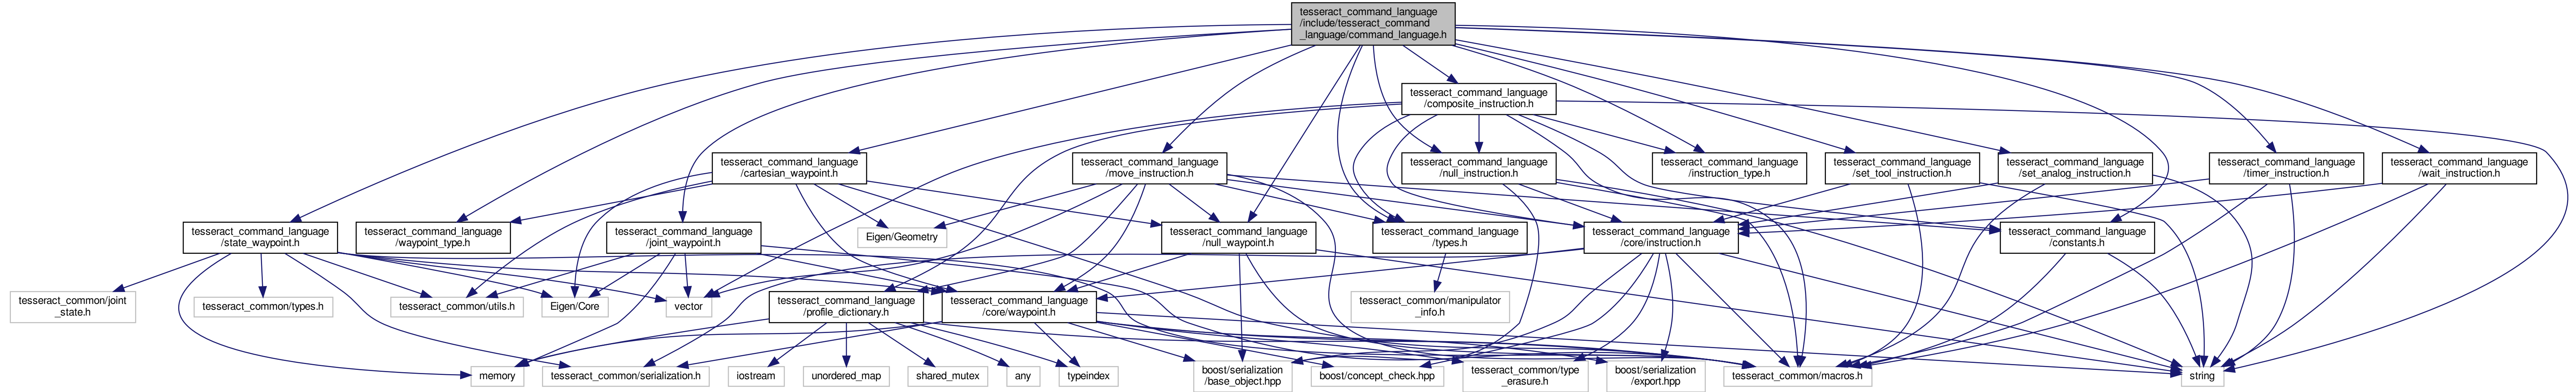 tesseract_command_language
/include/tesseract_command
_language/command_language.h
tesseract_command_language
/composite_instruction.h
tesseract_command_language
/cartesian_waypoint.h
tesseract_command_language
/move_instruction.h
tesseract_command_language
/null_instruction.h
tesseract_command_language
/instruction_type.h
tesseract_command_language
/set_tool_instruction.h
tesseract_command_language
/set_analog_instruction.h
tesseract_command_language
/timer_instruction.h
tesseract_command_language
/wait_instruction.h
tesseract_command_language
/state_waypoint.h
tesseract_command_language
/waypoint_type.h
tesseract_command_language
/joint_waypoint.h
Eigen/Geometry
tesseract_command_language
/null_waypoint.h
tesseract_command_language
/types.h
tesseract_command_language
/core/instruction.h
tesseract_command_language
/constants.h
tesseract_common/joint
_state.h
tesseract_common/types.h
tesseract_common/utils.h
Eigen/Core
vector
tesseract_command_language
/profile_dictionary.h
tesseract_command_language
/core/waypoint.h
tesseract_common/manipulator
_info.h
memory
tesseract_common/serialization.h
iostream
unordered_map
shared_mutex
any
typeindex
boost/serialization
/base_object.hpp
boost/concept_check.hpp
tesseract_common/type
_erasure.h
boost/serialization
/export.hpp
tesseract_common/macros.h
string